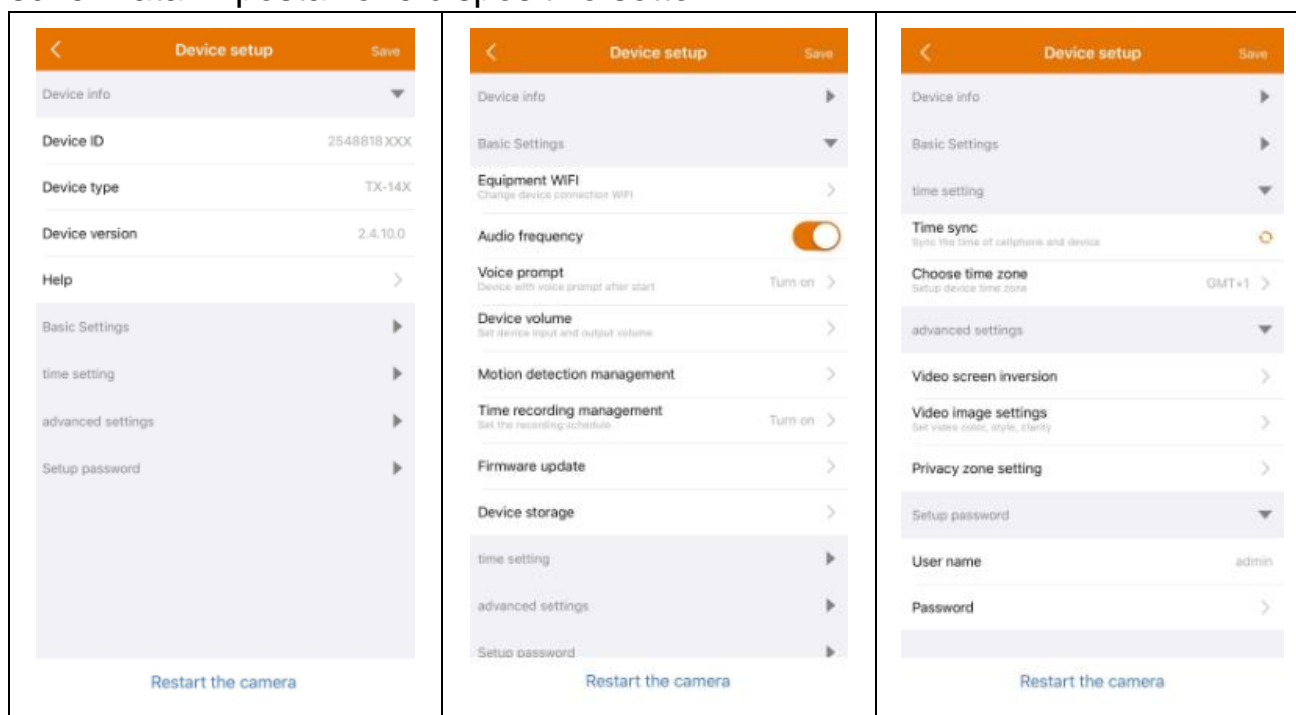 Device setup Save
Device info
Device ID 2548818XXX
Device type TX-14X
Device version 2.4.10.0
Help
Basic Settings
time setting
advanced settings
Setup password
Restart the camera
Device setup Save
Device info
Basic Settings
Equipment WIFI
Change device connection WIFI
Audio frequency
Voice prompt
Device with voice prompt after start
Turn on
Device volume
Set device input and output volume
Motion detection management
Time recording management
Set the recording schedule
Turn on
Firmware update
Device storage
time setting
advanced settings
Setup password
Restart the camera
Device setup Save
Device info
Basic Settings
time setting
Time sync
Sync the time of cellphone and device
Choose time zone
Setup device time zone
GMT+1
advanced settings
Video screen inversion
Video image settings
Set video color, style, clarity
Privacy zone setting
Setup password
User name admin
Password
Restart the camera